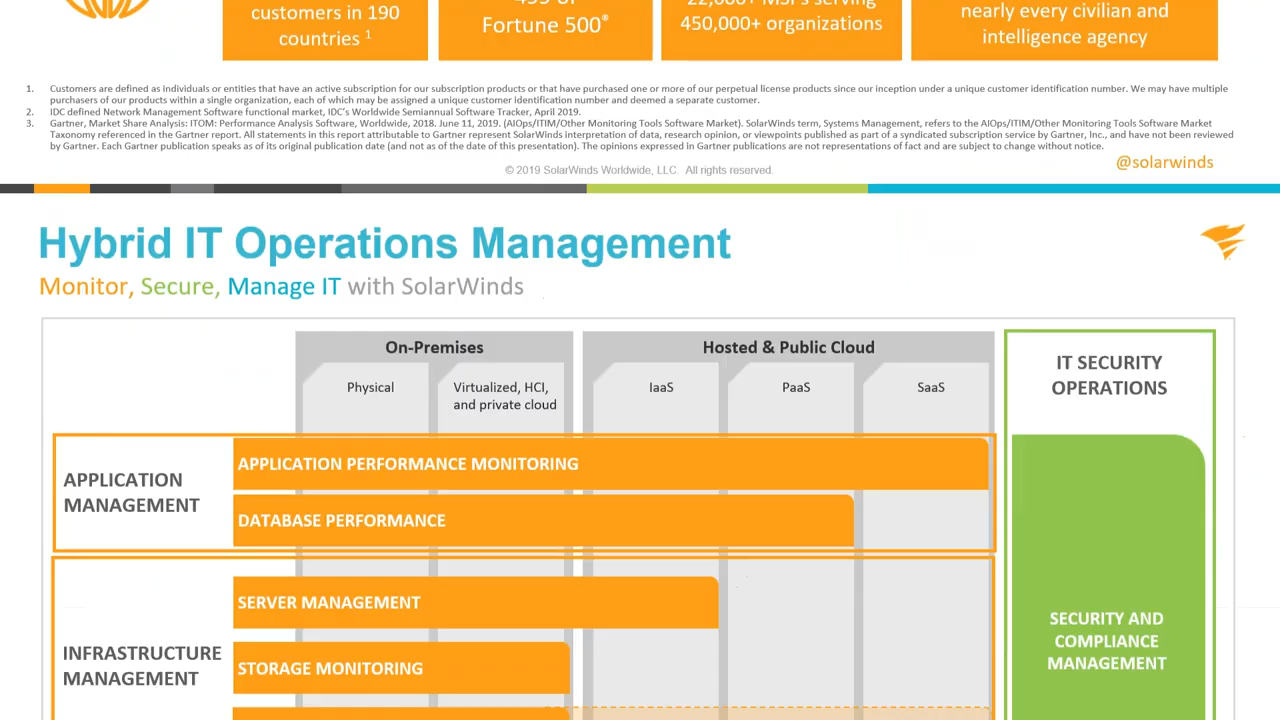 customers in 190
countries ¹
Fortune 500®
450,000+ organizations
nearly every civilian and
intelligence agency
1. Customers are defined as individuals or entities that have an active subscription for our subscription products or that have purchased one or more of our perpetual license products since our inception under a unique customer identification number. We may have multiple
purchasers of our products within a single organization, each of which may be assigned a unique customer identification number and deemed a separate customer.
2. IDC defined Network Management Software functional market, IDC's Worldwide Semiannual Software Tracker, April 2019.
3. Gartner, Market Share Analysis: ITOM: Performance Analysis Software, Worldwide, 2018. June 11, 2019. (AIOps/ITIM/Other Monitoring Tools Software Market). SolarWinds term, Systems Management, refers to the AIOps/ITIM/Other Monitoring Tools Software Market
Taxonomy referenced in the Gartner report. All statements in this report attributable to Gartner represent SolarWinds interpretation of data, research opinion, or viewpoints published as part of a syndicated subscription service by Gartner, Inc., and have not been reviewed
by Gartner. Each Gartner publication speaks as of its original publication date (and not as of the date of this presentation). The opinions expressed in Gartner publications are not representations of fact and are subject to change without notice.
@solarwinds
© 2019 SolarWinds Worldwide, LLC. All rights reserved.
Hybrid IT Operations Management
Monitor, Secure, Manage IT with SolarWinds
On-Premises
Hosted & Public Cloud
IT SECURITY
OPERATIONS
Physical
Virtualized, HCI,
and private cloud
IaaS
PaaS
SaaS
APPLICATION
MANAGEMENT
APPLICATION PERFORMANCE MONITORING
DATABASE PERFORMANCE
INFRASTRUCTURE
MANAGEMENT
SERVER MANAGEMENT
STORAGE MONITORING
SECURITY AND
COMPLIANCE
MANAGEMENT